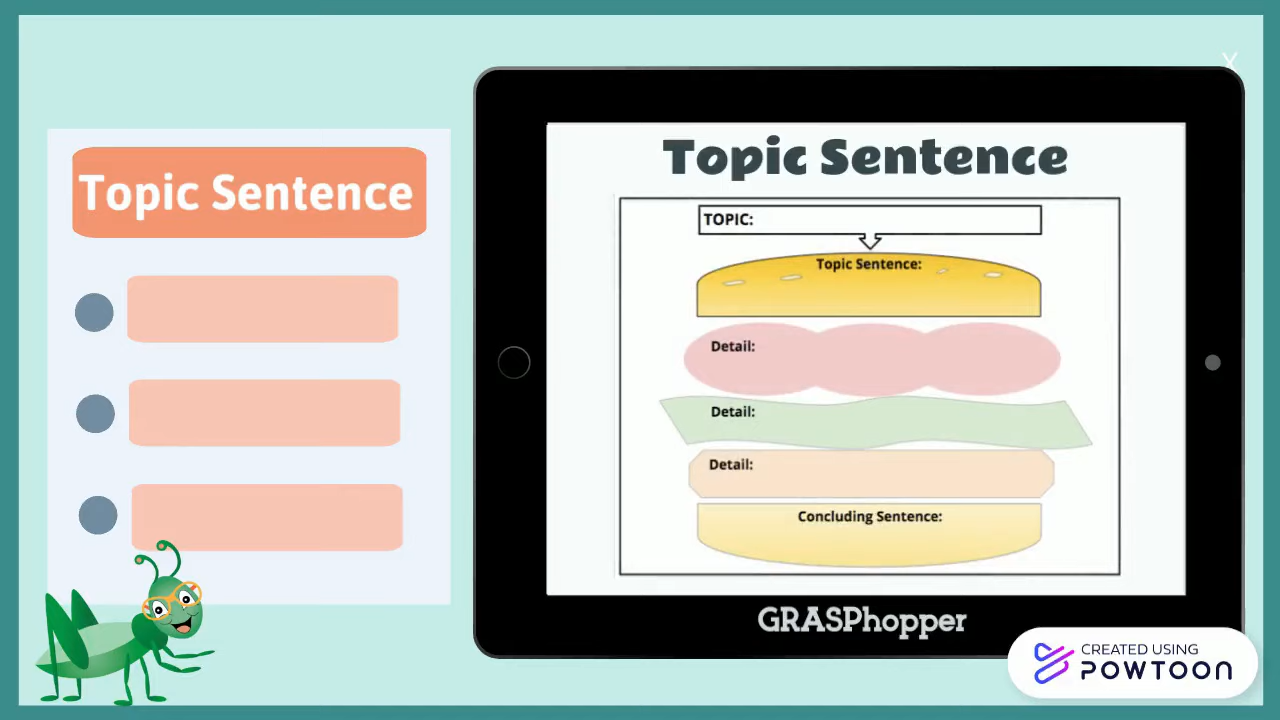 Topic Sentence
X
Topic Sentence
TOPIC:
Topic Sentence:
Detail:
Detail:
Detail:
Concluding Sentence:
GRASPhopper
CREATED USING
POWTOON